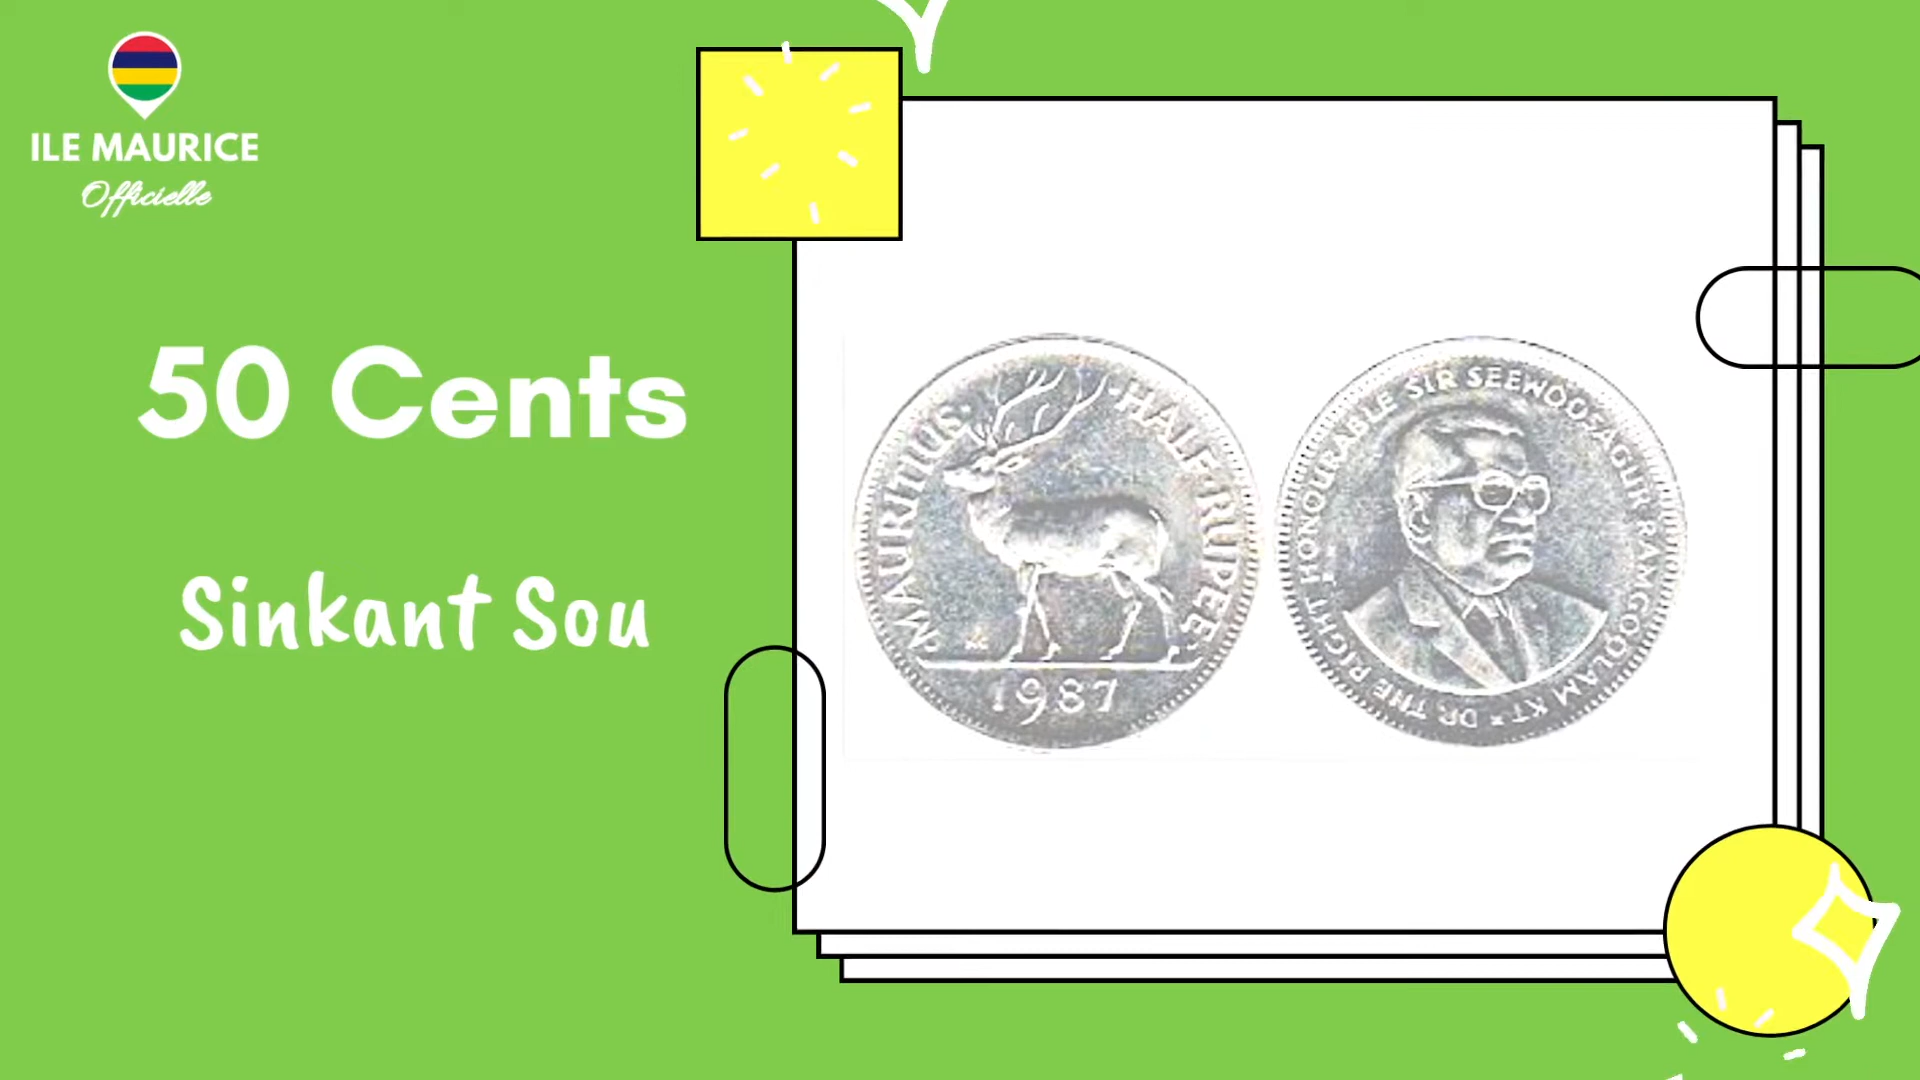 ILE MAURICE
Officielle
50 Cents
Sinkant Sou
MAURITIUS · HALF · RUPEE
1987
DR THE RIGHT HONOURABLE SIR SEEWOOSAGUR RAMGOOLAM KT